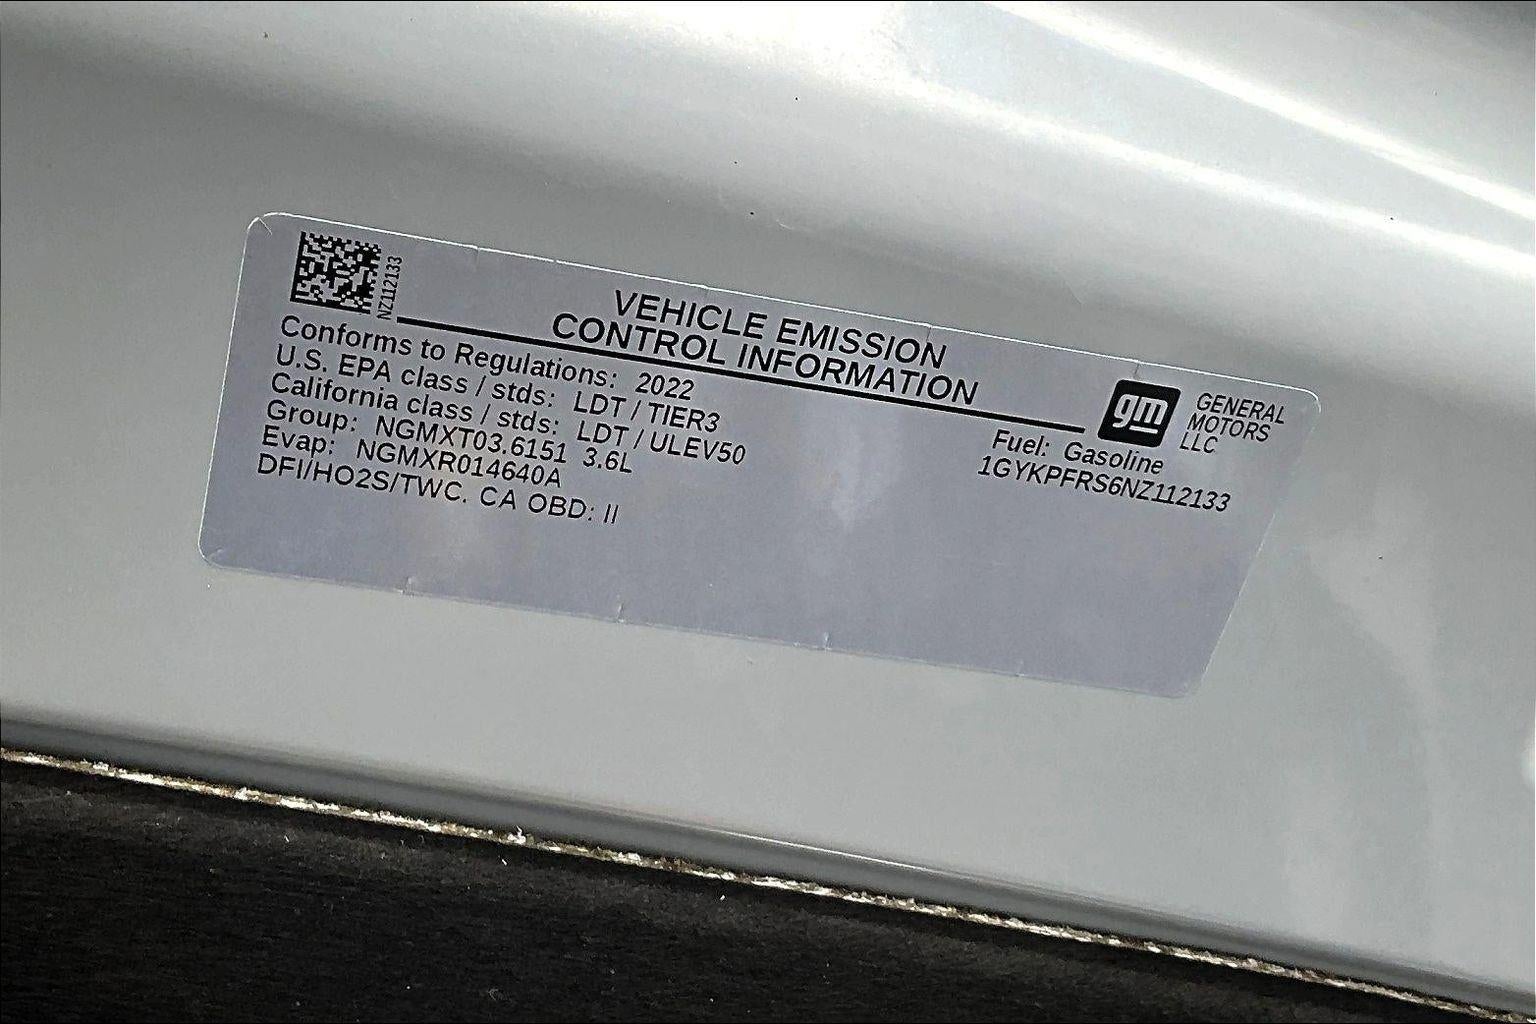 NZ112133
VEHICLE EMISSION
CONTROL INFORMATION
gm
GENERAL
MOTORS
LLC
Conforms to Regulations: 2022
U.S. EPA class / stds: LDT / TIER3
California class / stds: LDT / ULEV50
Group: NGMXT03.6151 3.6L
Evap: NGMXR014640A
DFI/HO2S/TWC. CA OBD: II
Fuel: Gasoline
1GYKPFRS6NZ112133